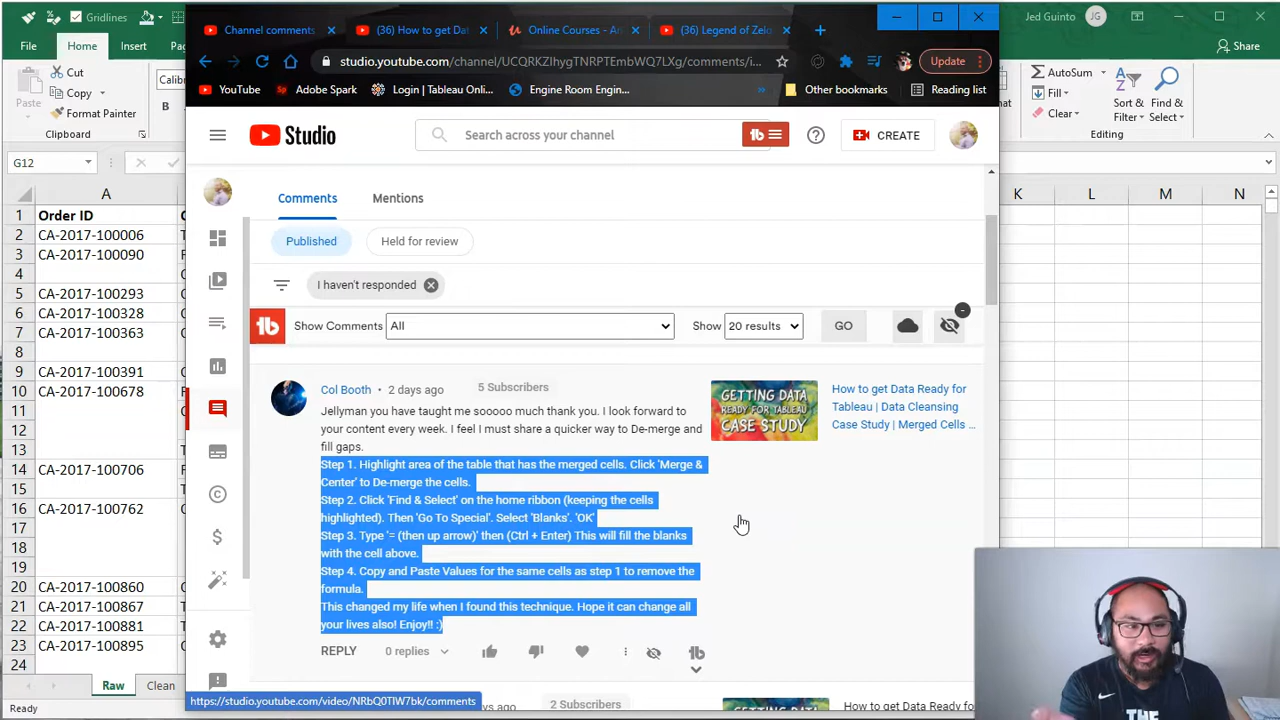 Gridlines
Jed Guinto
JG
Channel comments
(36) How to get Dat
Online Courses - An
(36) Legend of Zelo
studio.youtube.com/channel/UCQRKZIhygTNRPTEmbWQ7LXg/comments/i...
Update
YouTube
Adobe Spark
Login | Tableau Onli...
Engine Room Engin...
»
Other bookmarks
Reading list
File
Home
Insert
Share
Cut
Copy
Format Painter
Paste
Clipboard
Calib
B
AutoSum
Fill
Clear
Sort &
Filter
Find &
Select
Editing
G12
A
K
L
M
N
1 Order ID
2 CA-2017-100006
3 CA-2017-100090
4
5 CA-2017-100293
6 CA-2017-100328
7 CA-2017-100363
8
9 CA-2017-100391
10 CA-2017-100678
11
12
13
14 CA-2017-100706
15
16 CA-2017-100762
17
18
19
20 CA-2017-100860
21 CA-2017-100867
22 CA-2017-100881
23 CA-2017-100895
24
Raw
Clean
Ready
Studio
Search across your channel
tb
CREATE
Comments
Mentions
Published
Held for review
I haven't responded
tb
Show Comments
All
Show
20 results
GO
Col Booth • 2 days ago
5 Subscribers
Jellyman you have taught me sooooo much thank you. I look forward to
your content every week. I feel I must share a quicker way to De-merge and
fill gaps.
Step 1. Highlight area of the table that has the merged cells. Click 'Merge &
Center' to De-merge the cells.
Step 2. Click 'Find & Select' on the home ribbon (keeping the cells
highlighted). Then 'Go To Special'. Select 'Blanks'. 'OK'
Step 3. Type '= (then up arrow)' then (Ctrl + Enter) This will fill the blanks
with the cell above.
Step 4. Copy and Paste Values for the same cells as step 1 to remove the
formula.
This changed my life when I found this technique. Hope it can change all
your lives also! Enjoy!! :)
REPLY
0 replies
tb
GETTING DATA
READY FOR TABLEAU
CASE STUDY
How to get Data Ready for
Tableau | Data Cleansing
Case Study | Merged Cells ...
2 Subscribers
How to get Data Ready for
https://studio.youtube.com/video/NRbQ0TIW7bk/comments